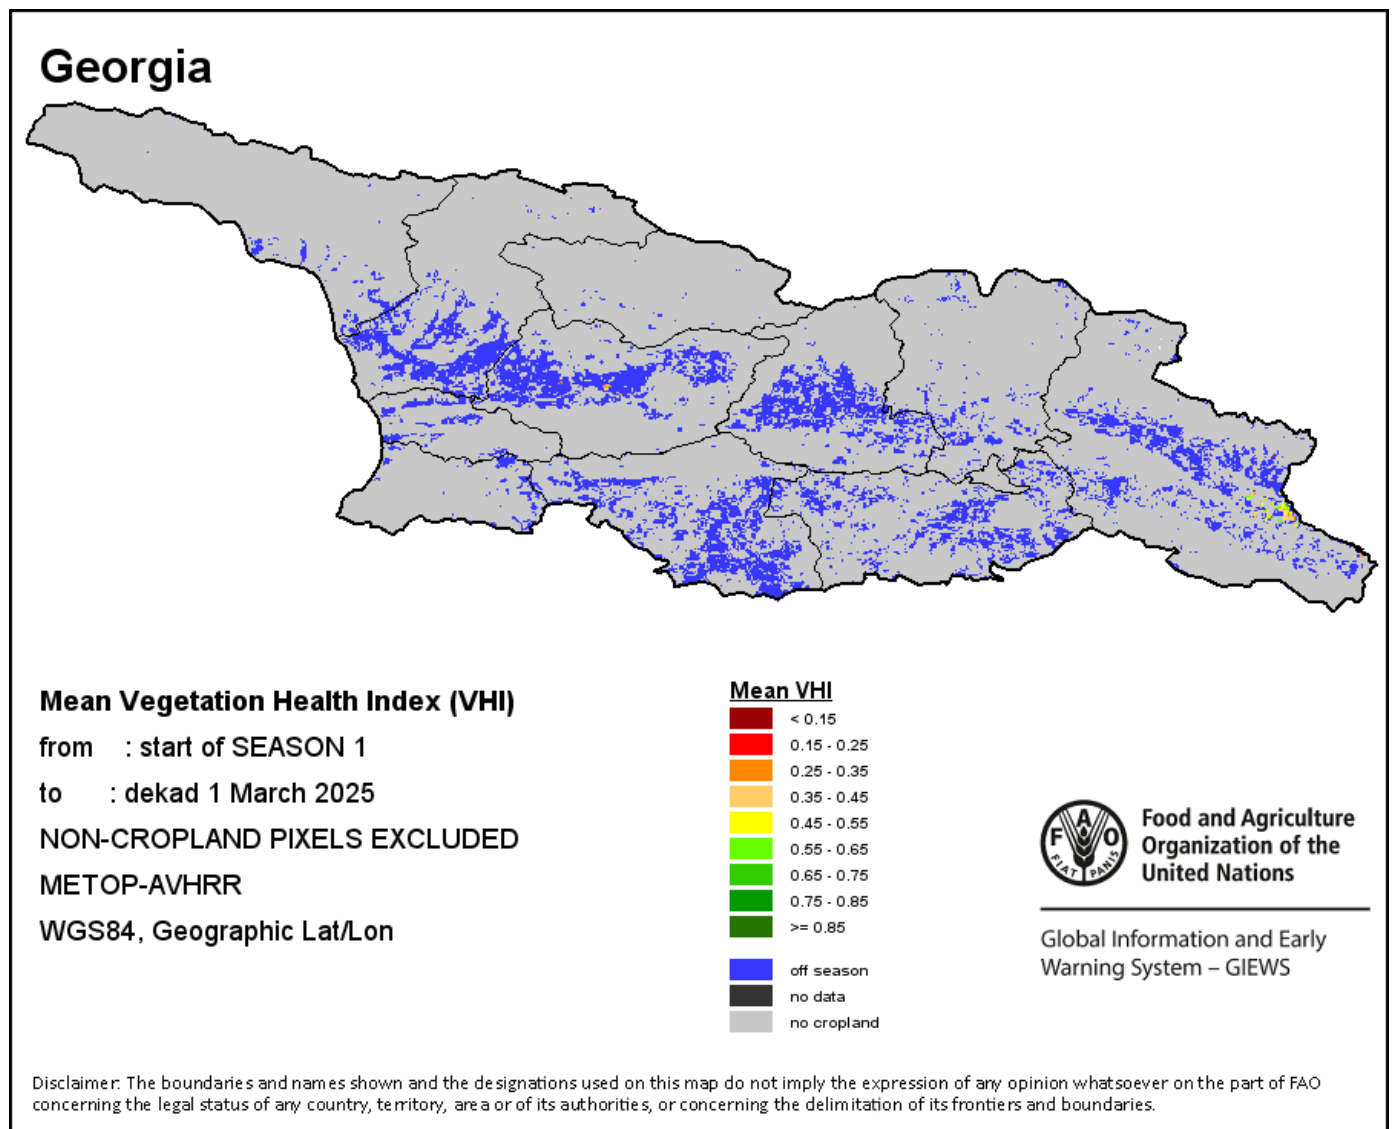 Georgia
Mean Vegetation Health Index (VHI)
from : start of SEASON 1
to : dekad 1 March 2025
NON-CROPLAND PIXELS EXCLUDED
METOP-AVHRR
WGS84, Geographic Lat/Lon
Mean VHI
< 0.15
0.15 - 0.25
0.25 - 0.35
0.35 - 0.45
0.45 - 0.55
0.55 - 0.65
0.65 - 0.75
0.75 - 0.85
>= 0.85
off season
no data
no cropland
F A O
FIAT PANIS
Food and Agriculture
Organization of the
United Nations
Global Information and Early
Warning System – GIEWS
Disclaimer: The boundaries and names shown and the designations used on this map do not imply the expression of any opinion whatsoever on the part of FAO
concerning the legal status of any country, territory, area or of its authorities, or concerning the delimitation of its frontiers and boundaries.